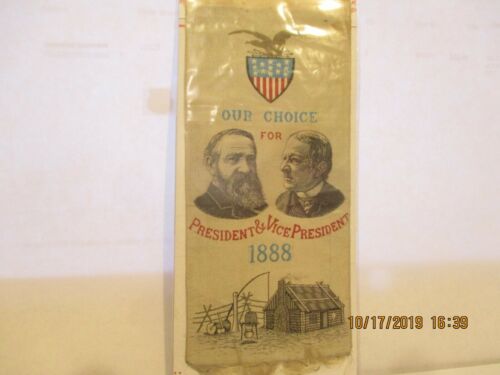 OUR CHOICE
FOR
PRESIDENT & VICE PRESIDENT
1888
10/17/2019 16:39